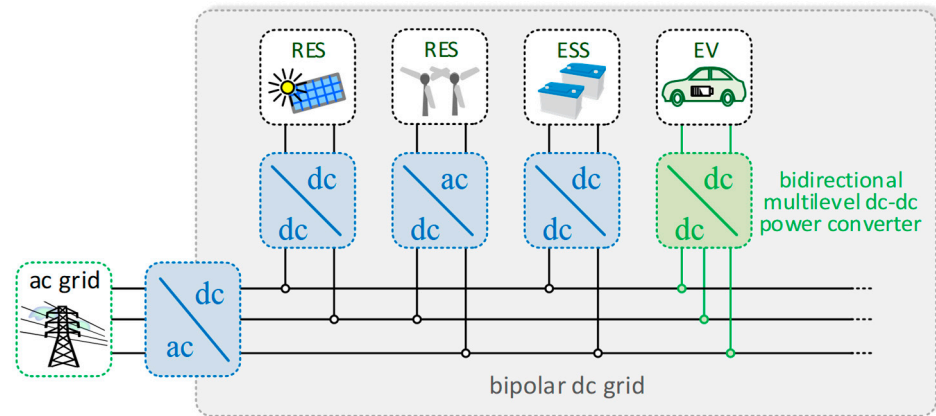 RES
RES
ESS
EV
dc
dc
ac
dc
dc
dc
dc
dc
bidirectional
multilevel dc-dc
power converter
ac grid
dc
ac
bipolar dc grid